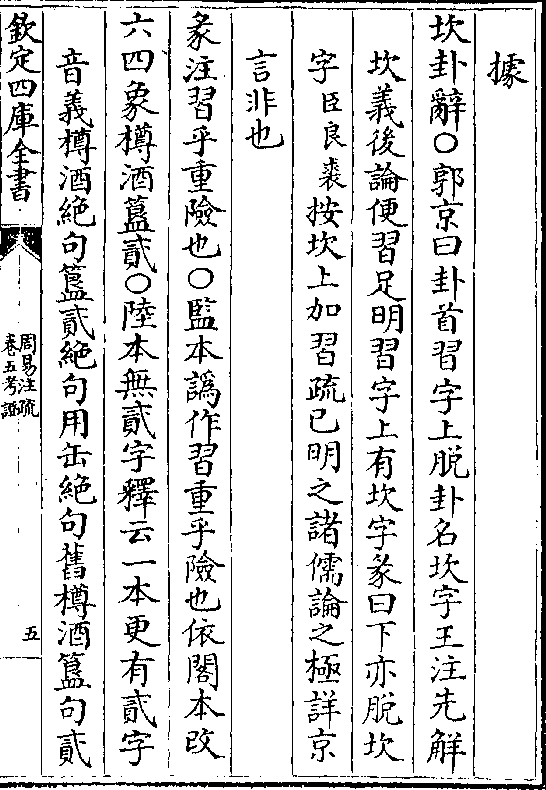 據
坎卦辭○郭京曰卦首習字上脱卦名坎字王注先解
坎義後論便習足明習字上有坎字彖曰下亦脱坎
字臣良裘按坎上加習疏已明之諸儒論之極詳京
言非也
彖注習乎重險也○監本譌作習重乎險也依閣本改
六四象樽酒簋貳○陸本無貳字釋云一本更有貳字
音義樽酒絶句簋貳絶句用缶絶句舊樽酒簋句貳
欽定四庫全書
周易注疏
卷五考證
五